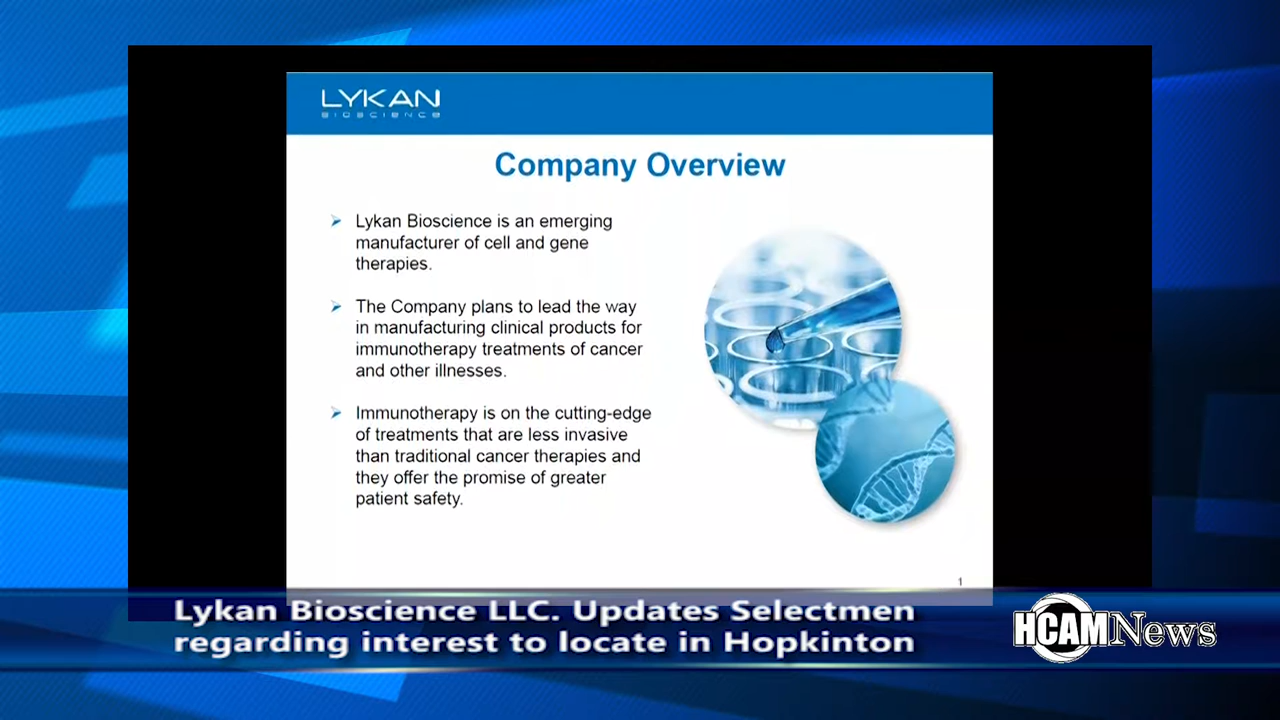 LYKAN
BIOSCIENCE
Company Overview
➢ Lykan Bioscience is an emerging
manufacturer of cell and gene
therapies.
➢ The Company plans to lead the way
in manufacturing clinical products for
immunotherapy treatments of cancer
and other illnesses.
➢ Immunotherapy is on the cutting-edge
of treatments that are less invasive
than traditional cancer therapies and
they offer the promise of greater
patient safety.
1
Lykan Bioscience LLC. Updates Selectmen
regarding interest to locate in Hopkinton
HCAM News